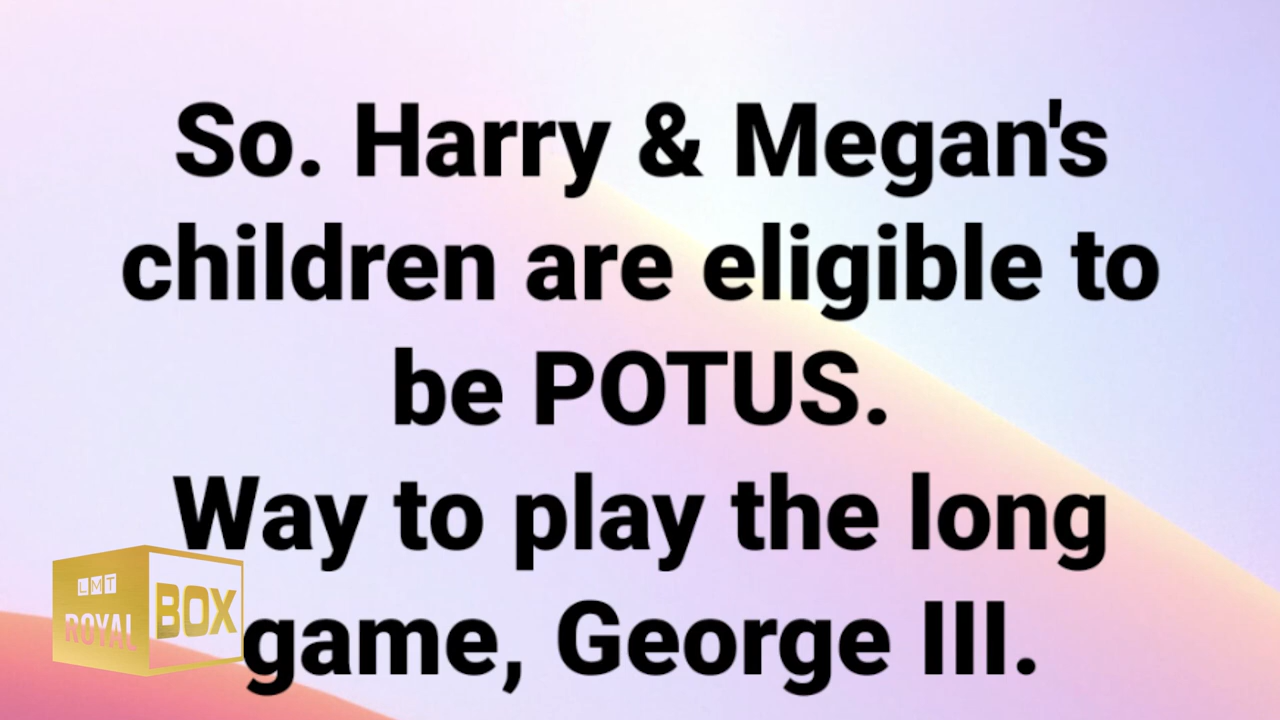 So. Harry & Megan's
children are eligible to
be POTUS.
Way to play the long
game, George III.
LMT
ROYAL BOX